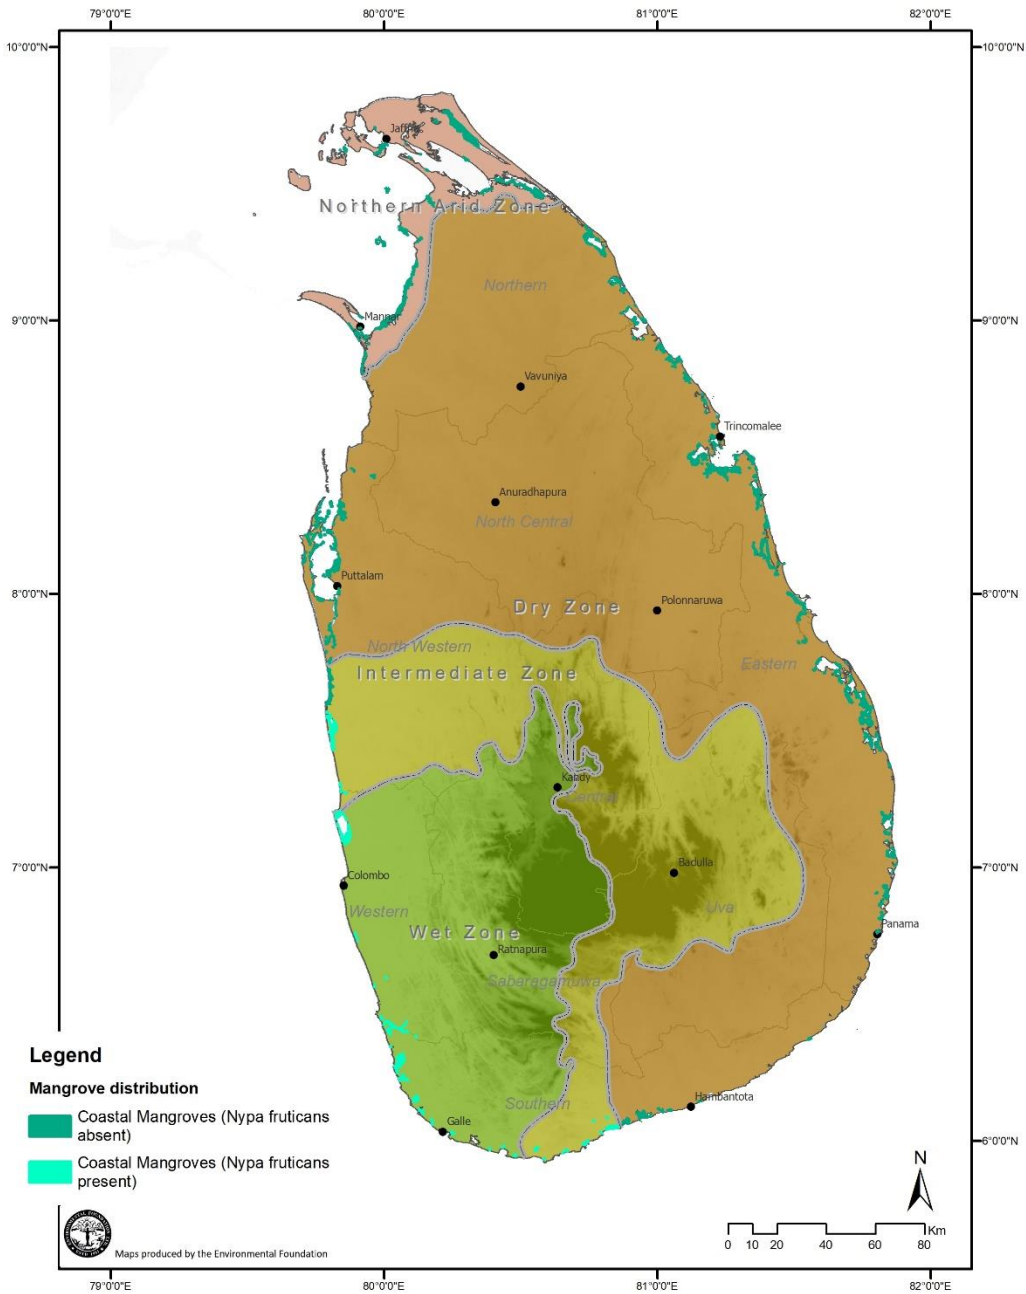 79°0'0"E
80°0'0"E
81°0'0"E
82°0'0"E
10°0'0"N
10°0'0"N
Jaffna
Northern Arid Zone
Northern
9°0'0"N
Mannar
9°0'0"N
Vavuniya
Trincomalee
Anuradhapura
North Central
Puttalam
8°0'0"N
Dry Zone
Polonnaruwa
8°0'0"N
North Western
Eastern
Intermediate Zone
Kandy
Central
7°0'0"N
Colombo
Badulla
7°0'0"N
Western
Uva
Wet Zone
Panama
Ratnapura
Sabaragamuwa
Legend
Mangrove distribution
Coastal Mangroves (Nypa fruticans
absent)
Coastal Mangroves (Nypa fruticans
present)
Southern
Hambantota
Galle
6°0'0"N
N
Km
0 10 20 40 60 80
Maps produced by the Environmental Foundation
79°0'0"E
80°0'0"E
81°0'0"E
82°0'0"E